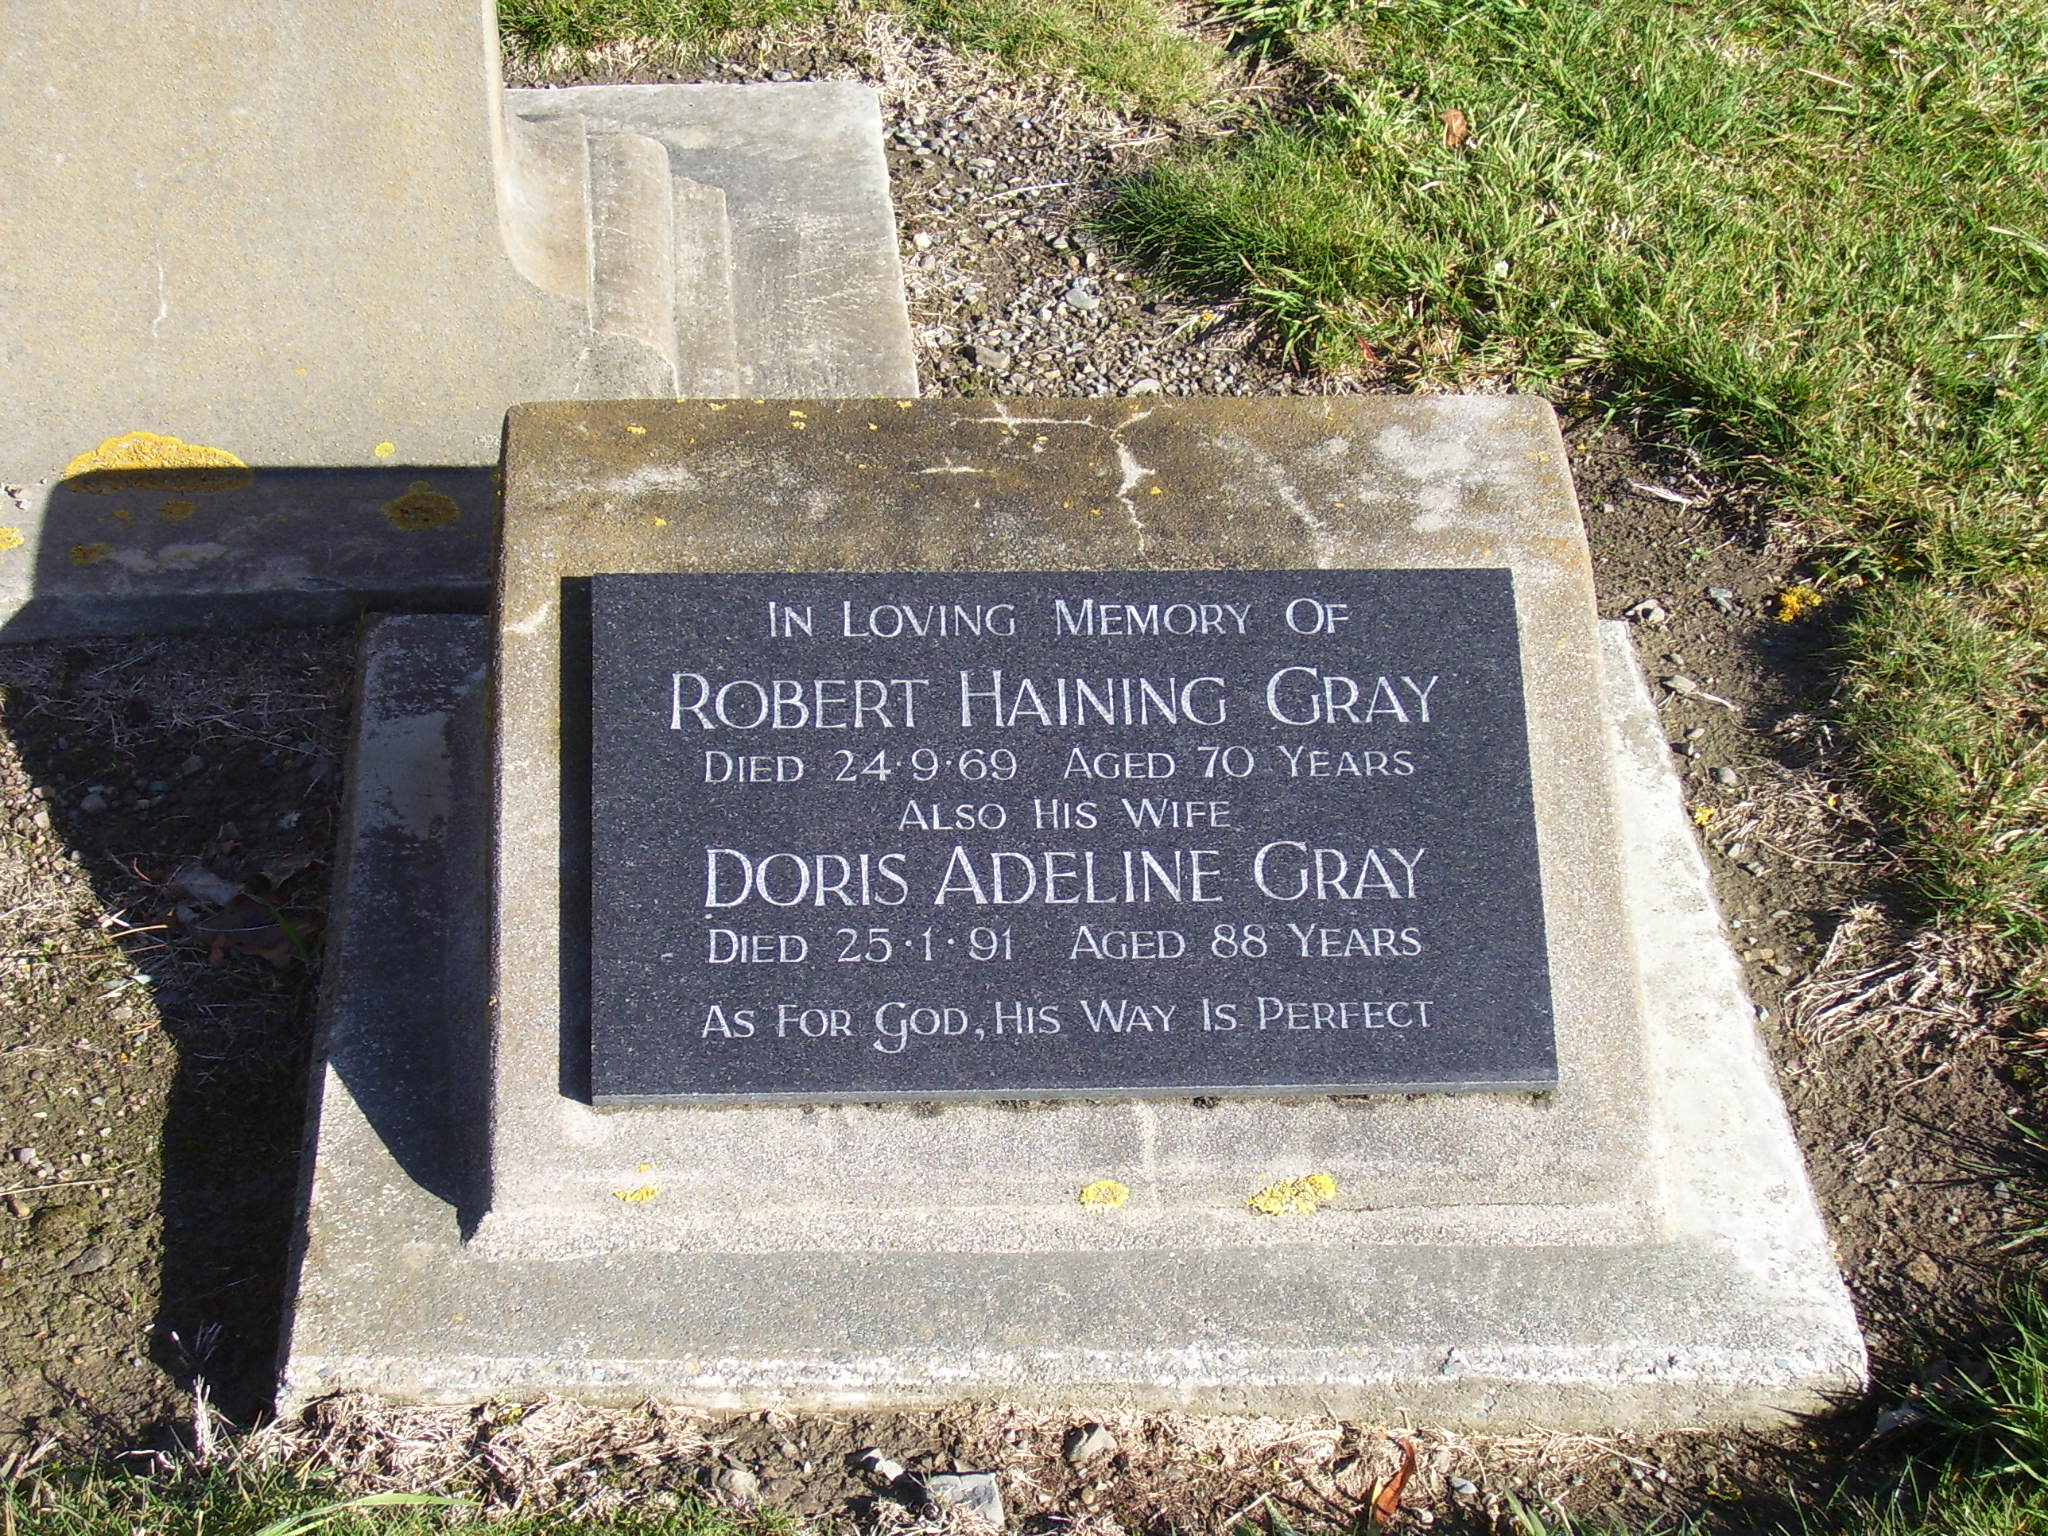 In Loving Memory Of
Robert Haining Gray
Died 24·9·69 Aged 70 Years
Also His Wife
Doris Adeline Gray
Died 25·1·91 Aged 88 Years
As For God, His Way Is Perfect